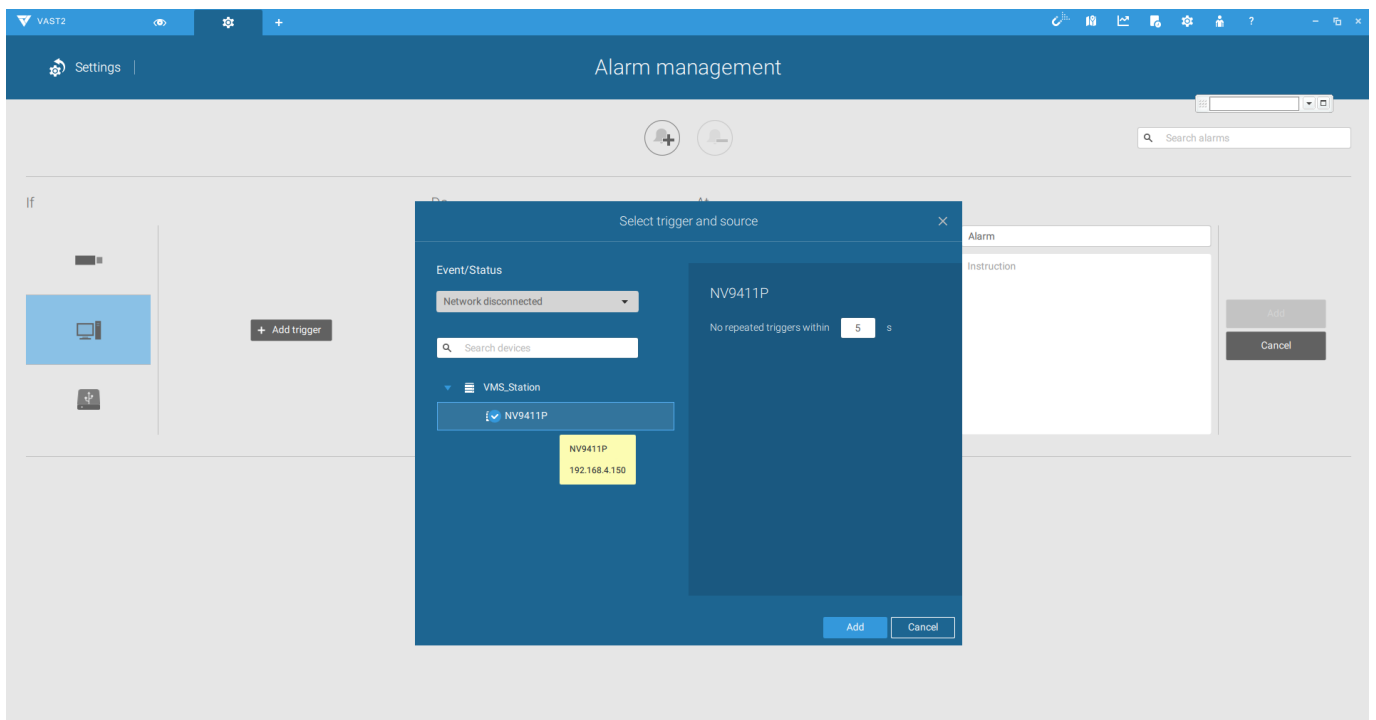 VAST2
+
?
Settings
Alarm management
Search alarms
If
Select trigger and source
Alarm
Instruction
Event/Status
Network disconnected
Search devices
VMS_Station
NV9411P
NV9411P
192.168.4.150
NV9411P
No repeated triggers within 5 s
+ Add trigger
Add
Cancel
Add
Cancel